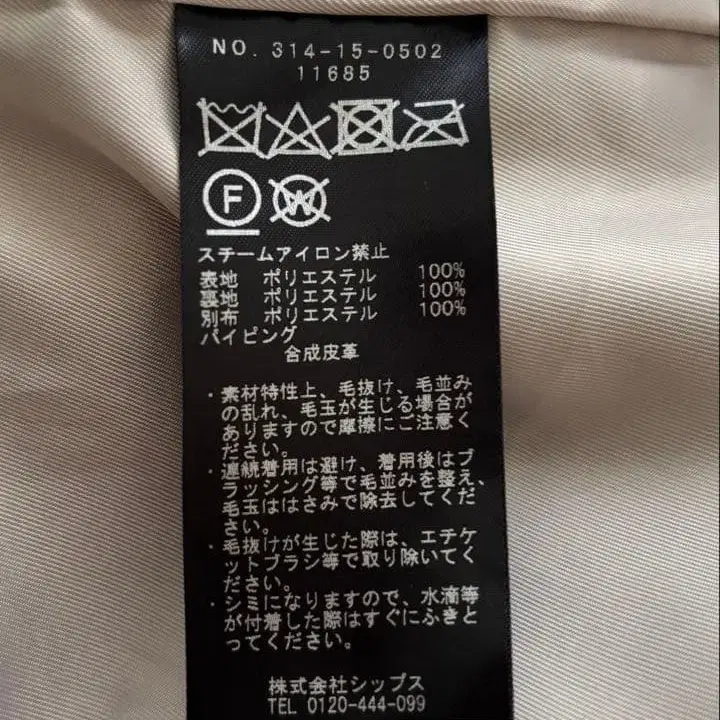 NO. 314-15-0502
11685
F W
スチームアイロン禁止
表地 ポリエステル 100%
裏地 ポリエステル 100%
別布 ポリエステル 100%
パイピング
合成皮革
・素材特性上、毛抜け、毛並み
の乱れ、毛玉が生じる場合が
ありますので摩擦にご注意く
ださい。
・連続着用は避け、着用後はブ
ラッシング等で毛並みを整え、
毛玉ははさみで除去してくだ
さい。
・毛抜けが生じた際は、エチケ
ットブラシ等で取り除いてく
ださい。
・シミになりますので、水滴等
が付着した際はすぐにふきと
ってください。
株式会社シップス
TEL 0120-444-099